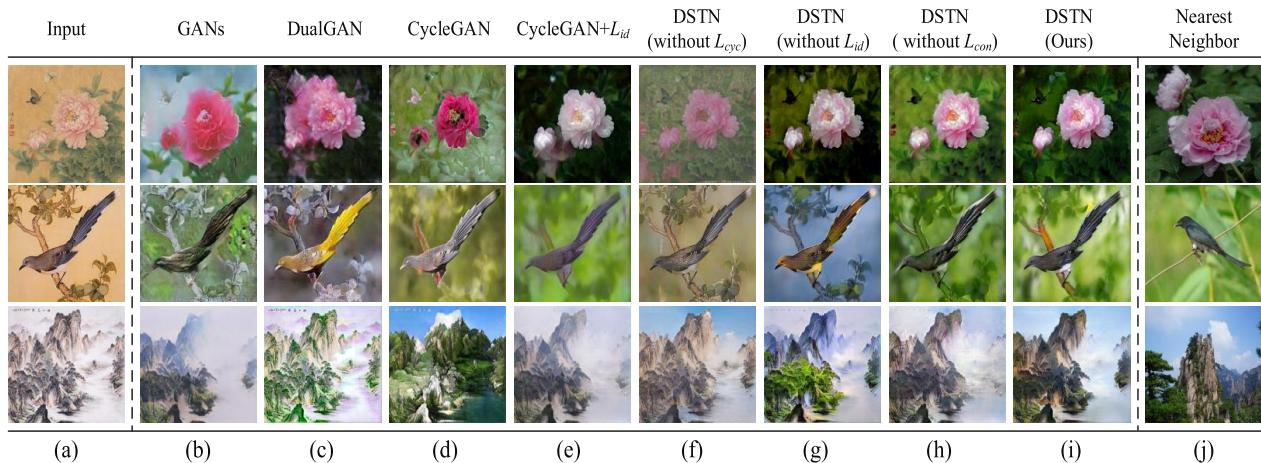 Input
GANs
DualGAN
CycleGAN
CycleGAN+L_id
DSTN
(without L_cyc)
DSTN
(without L_id)
DSTN
( without L_con)
DSTN
(Ours)
Nearest
Neighbor
(a)
(b)
(c)
(d)
(e)
(f)
(g)
(h)
(i)
(j)